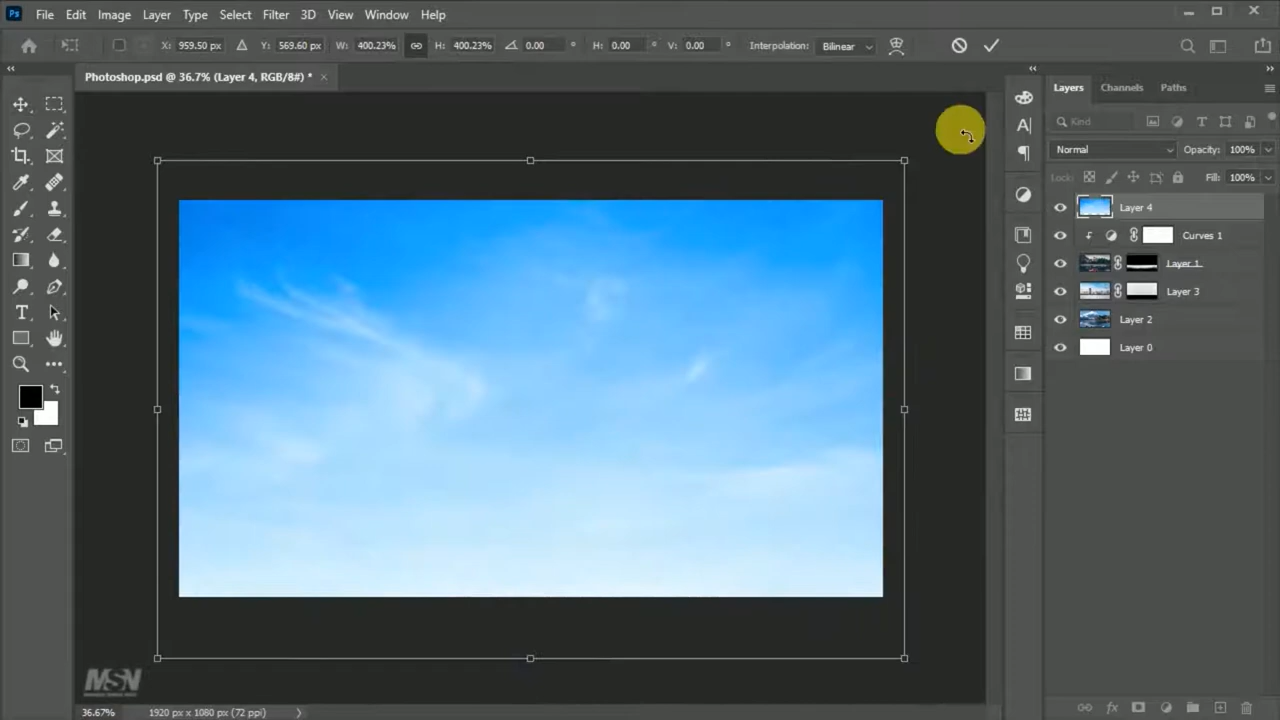 Ps File Edit Image Layer Type Select Filter 3D View Window Help
X: 959.50 px Y: 569.60 px W: 400.23% H: 400.23% 0.00 ° H: 0.00 ° V: 0.00 ° Interpolation: Bilinear
Photoshop.psd @ 36.7% (Layer 4, RGB/8#) * ×
Layers Channels Paths
Kind
Normal Opacity: 100%
Lock: Fill: 100%
Layer 4
Curves 1
Layer 1
Layer 3
Layer 2
Layer 0
MSN
36.67% 1920 px x 1080 px (72 ppi)